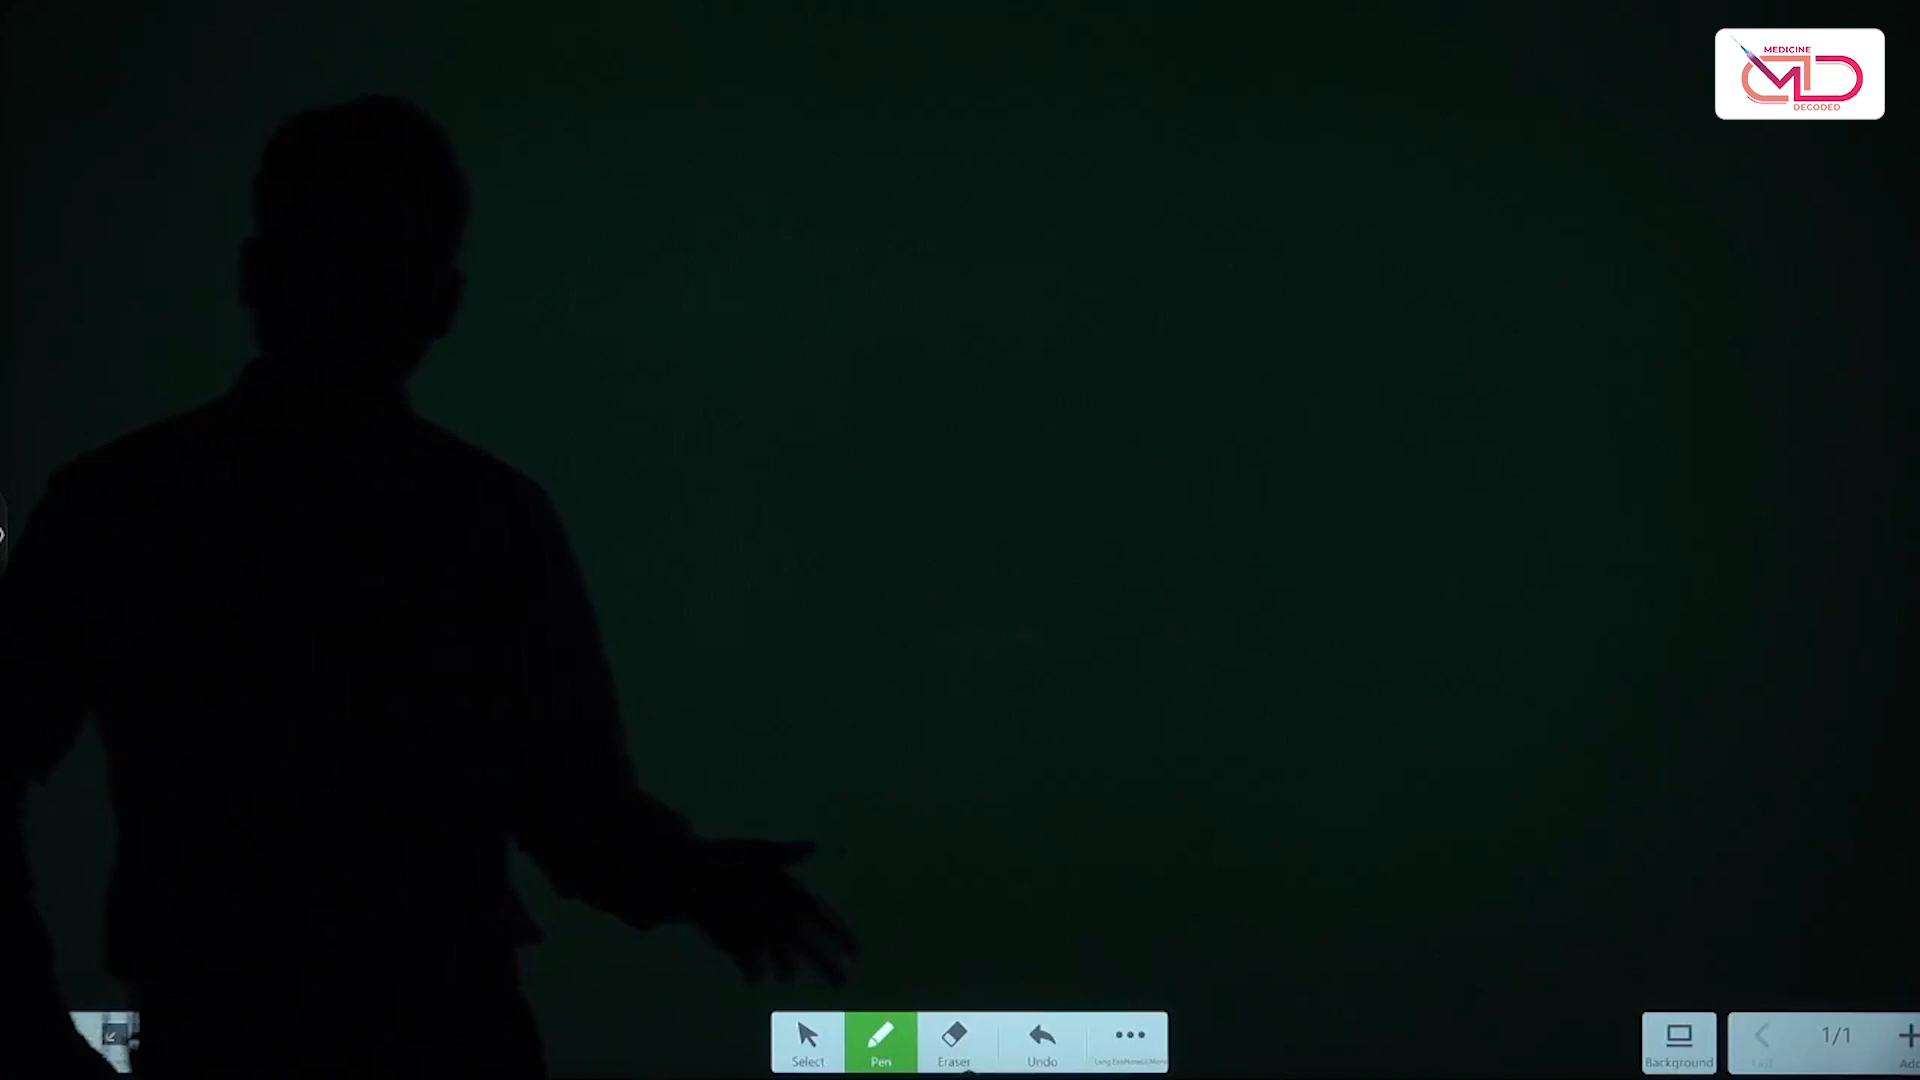 MEDICINE
DECODED
Select
Pen
Eraser
Undo
Background
1/1